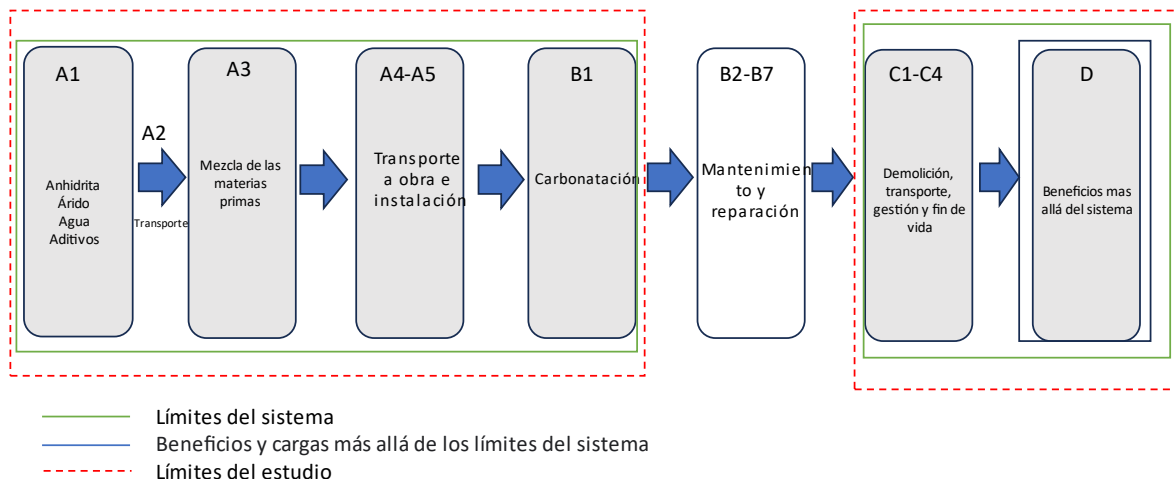 A1
Anhidrita
Árido
Agua
Aditivos
A2
Transporte
A3
Mezcla de las
materias
primas
A4-A5
Transporte
a obra e
instalación
B1
Carbonatación
B2-B7
Mantenimien
to y
reparación
C1-C4
Demolición,
transporte,
gestión y fin de
vida
D
Beneficios mas
allá del sistema
Límites del sistema
Beneficios y cargas más allá de los límites del sistema
Límites del estudio